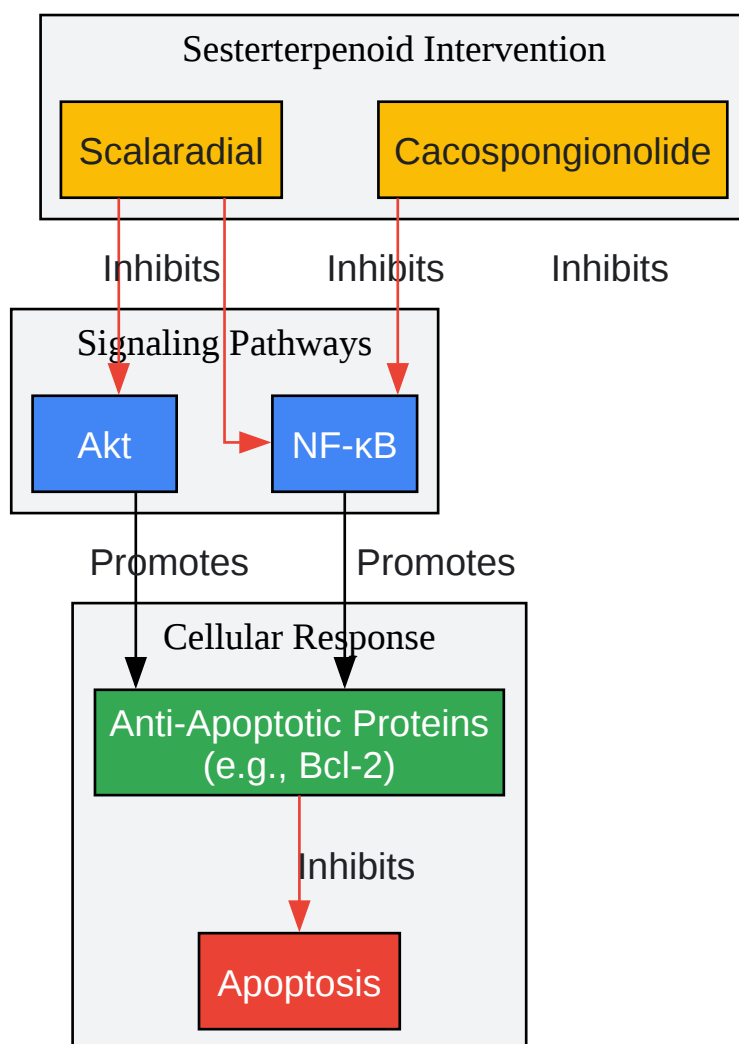 Sesterterpenoid Intervention
Scalaradial
Cacospongionolide
Inhibits
Inhibits
Inhibits
Signaling Pathways
Akt
NF-κB
Promotes
Promotes
Cellular Response
Anti-Apoptotic Proteins
(e.g., Bcl-2)
Inhibits
Apoptosis